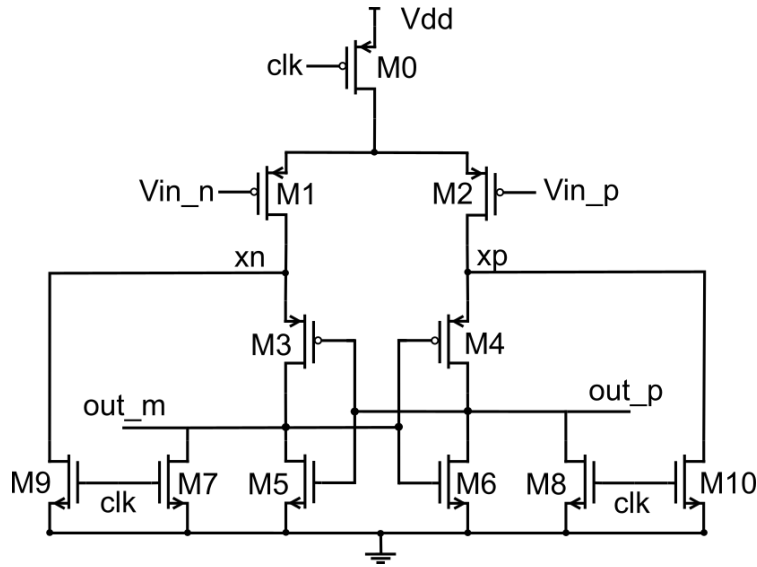 Vdd
clk
M0
Vin_n
M1
M2
Vin_p
xn
xp
M3
M4
out_m
out_p
M9
clk
M7
M5
M6
M8
clk
M10